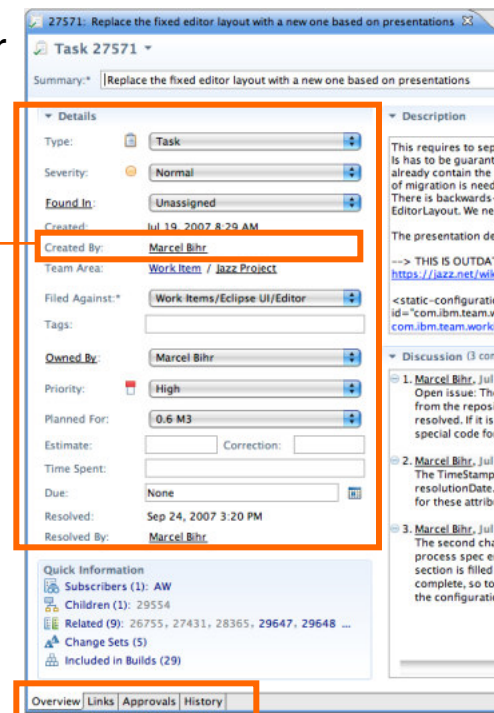 27571: Replace the fixed editor layout with a new one based on presentations
Task 27571
Summary:* Replace the fixed editor layout with a new one based on presentations
Details
Type: Task
Severity: Normal
Found In: Unassigned
Created: Jul 19, 2007 8:29 AM
Created By: Marcel Bihr
Team Area: Work Item / Jazz Project
Filed Against:* Work Items/Eclipse UI/Editor
Tags:
Owned By: Marcel Bihr
Priority: High
Planned For: 0.6 M3
Estimate: Correction:
Time Spent:
Due: None
Resolved: Sep 24, 2007 3:20 PM
Resolved By: Marcel Bihr
Quick Information
Subscribers (1): AW
Children (1): 29554
Related (9): 26755, 27431, 28365, 29647, 29648 ...
Change Sets (5)
Included in Builds (29)
Overview Links Approvals History
Description
This requires to sep
Is has to be guarant
already contain the
of migration is need
There is backwards-
EditorLayout. We ne
The presentation de
--> THIS IS OUTDAT
https://jazz.net/wik
<static-configuratio
id="com.ibm.team.w
com.ibm.team.work
Discussion (3 com
1. Marcel Bihr, Jul
Open issue: The
from the reposi
resolved. If it is
special code for
2. Marcel Bihr, Jul
The TimeStamp
resolutionDate.
for these attrib
3. Marcel Bihr, Jul
The second cha
process spec e
section is filled
complete, so to
the configuratio